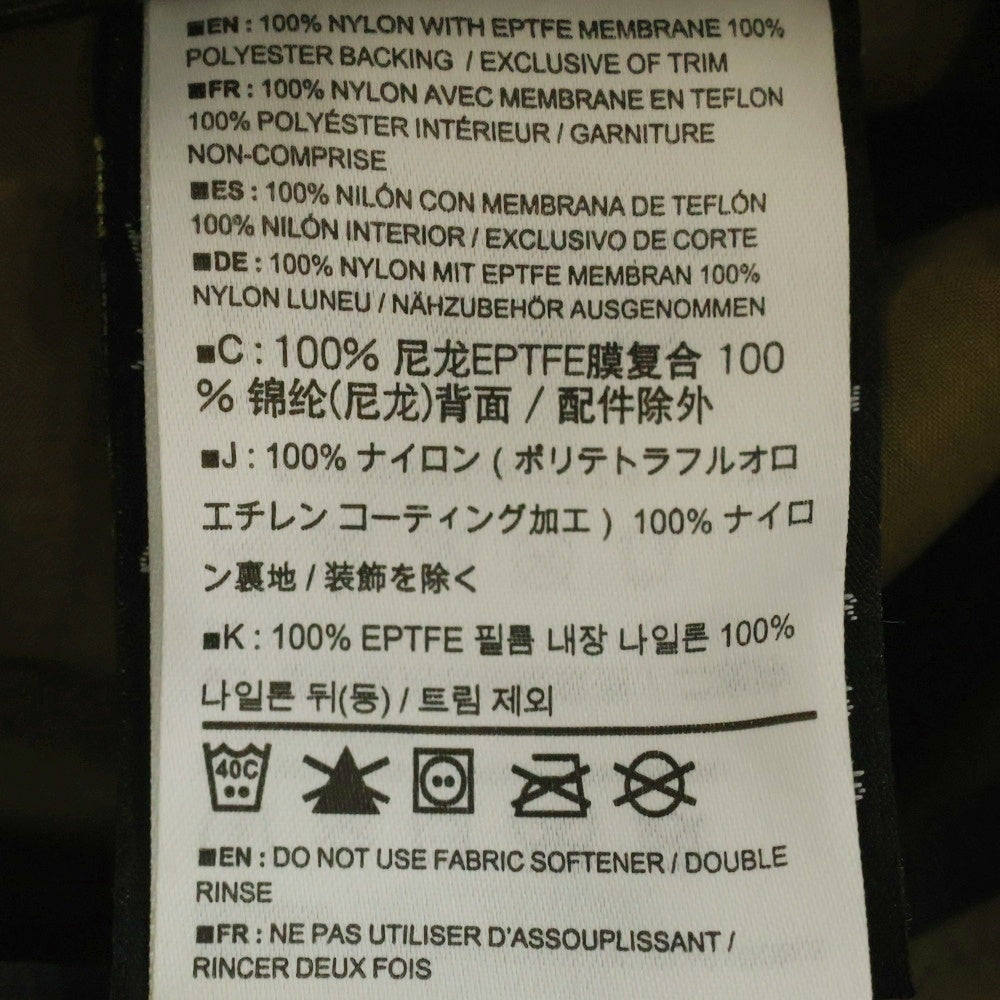 ■EN : 100% NYLON WITH EPTFE MEMBRANE 100%
POLYESTER BACKING / EXCLUSIVE OF TRIM
■FR : 100% NYLON AVEC MEMBRANE EN TEFLON
100% POLYÉSTER INTÉRIEUR / GARNITURE
NON-COMPRISE
■ES : 100% NILÓN CON MEMBRANA DE TEFLÓN
100% NILÓN INTERIOR / EXCLUSIVO DE CORTE
■DE : 100% NYLON MIT EPTFE MEMBRAN 100%
NYLON LUNEU / NÄHZUBEHÖR AUSGENOMMEN
■C : 100% 尼龙EPTFE膜复合 100
% 锦纶(尼龙)背面 / 配件除外
■J : 100% ナイロン ( ポリテトラフルオロ
エチレン コーティング加工 ) 100% ナイロ
ン裏地 / 装飾を除く
■K : 100% EPTFE 필름 내장 나일론 100%
나일론 뒤(등) / 트림 제외
40C
■EN : DO NOT USE FABRIC SOFTENER / DOUBLE
RINSE
■FR : NE PAS UTILISER D'ASSOUPLISSANT /
RINCER DEUX FOIS